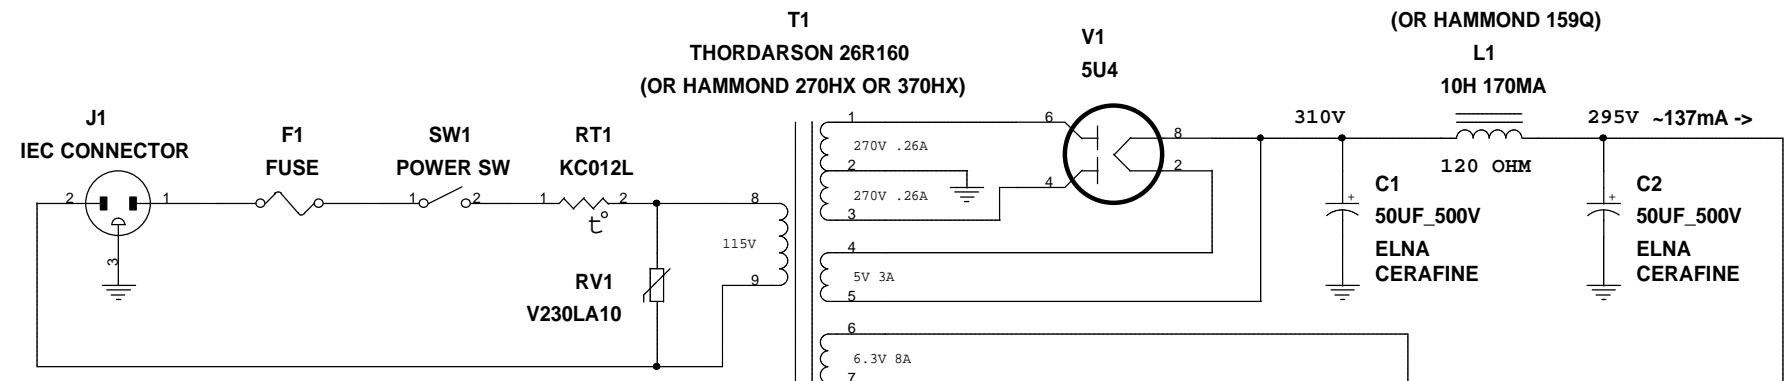 T1
THORDARSON 26R160
(OR HAMMOND 270HX OR 370HX)
V1
5U4
(OR HAMMOND 159Q)
L1
10H 170MA
J1
IEC CONNECTOR
F1
FUSE
SW1
POWER SW
RT1
KC012L
310V
295V ~137mA ->
120 OHM
2
1
3
1
2
1
2
t°
8
9
115V
RV1
V230LA10
1
270V .26A
2
270V .26A
3
4
5V 3A
5
6
6.3V 8A
7
6
4
8
2
C1
50UF_500V
ELNA
CERAFINE
+
C2
50UF_500V
ELNA
CERAFINE
+